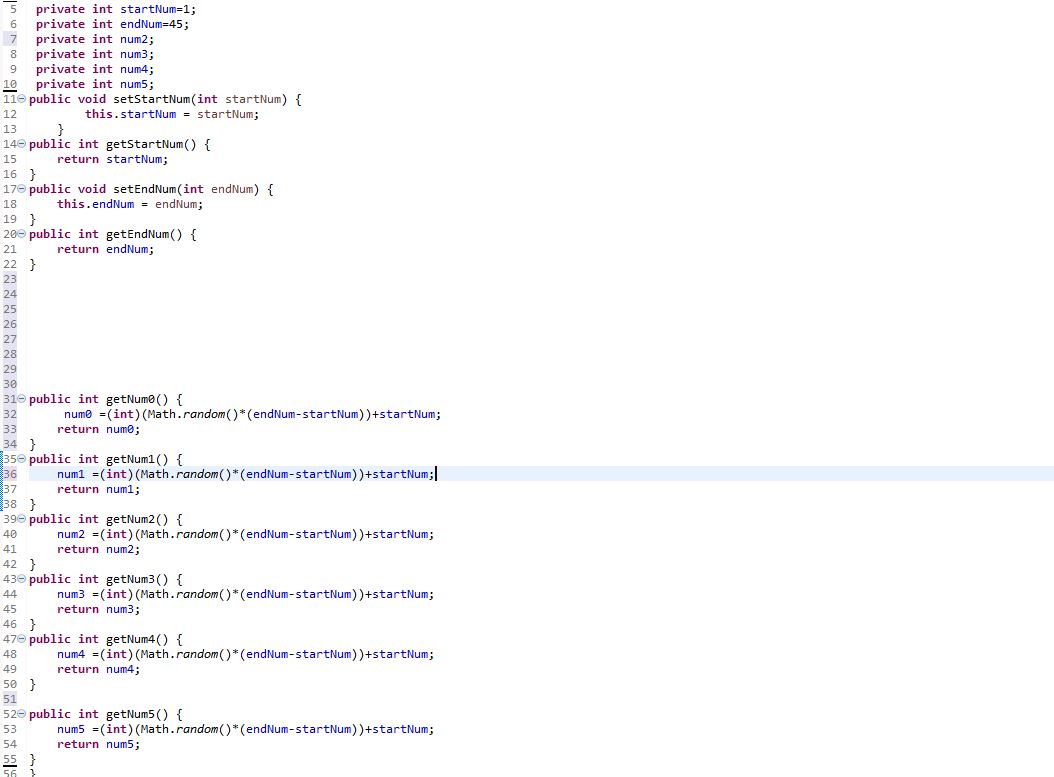 5 private int startNum=1;
6 private int endNum=45;
7 private int num2;
8 private int num3;
9 private int num4;
10 private int num5;
11 public void setStartNum(int startNum) {
12 this.startNum = startNum;
13 }
14 public int getStartNum() {
15 return startNum;
16 }
17 public void setEndNum(int endNum) {
18 this.endNum = endNum;
19 }
20 public int getEndNum() {
21 return endNum;
22 }
23
24
25
26
27
28
29
30
31 public int getNum0() {
32 num0 =(int)(Math.random()*(endNum-startNum))+startNum;
33 return num0;
34 }
35 public int getNum1() {
36 num1 =(int)(Math.random()*(endNum-startNum))+startNum;
37 return num1;
38 }
39 public int getNum2() {
40 num2 =(int)(Math.random()*(endNum-startNum))+startNum;
41 return num2;
42 }
43 public int getNum3() {
44 num3 =(int)(Math.random()*(endNum-startNum))+startNum;
45 return num3;
46 }
47 public int getNum4() {
48 num4 =(int)(Math.random()*(endNum-startNum))+startNum;
49 return num4;
50 }
51
52 public int getNum5() {
53 num5 =(int)(Math.random()*(endNum-startNum))+startNum;
54 return num5;
55 }
56 }